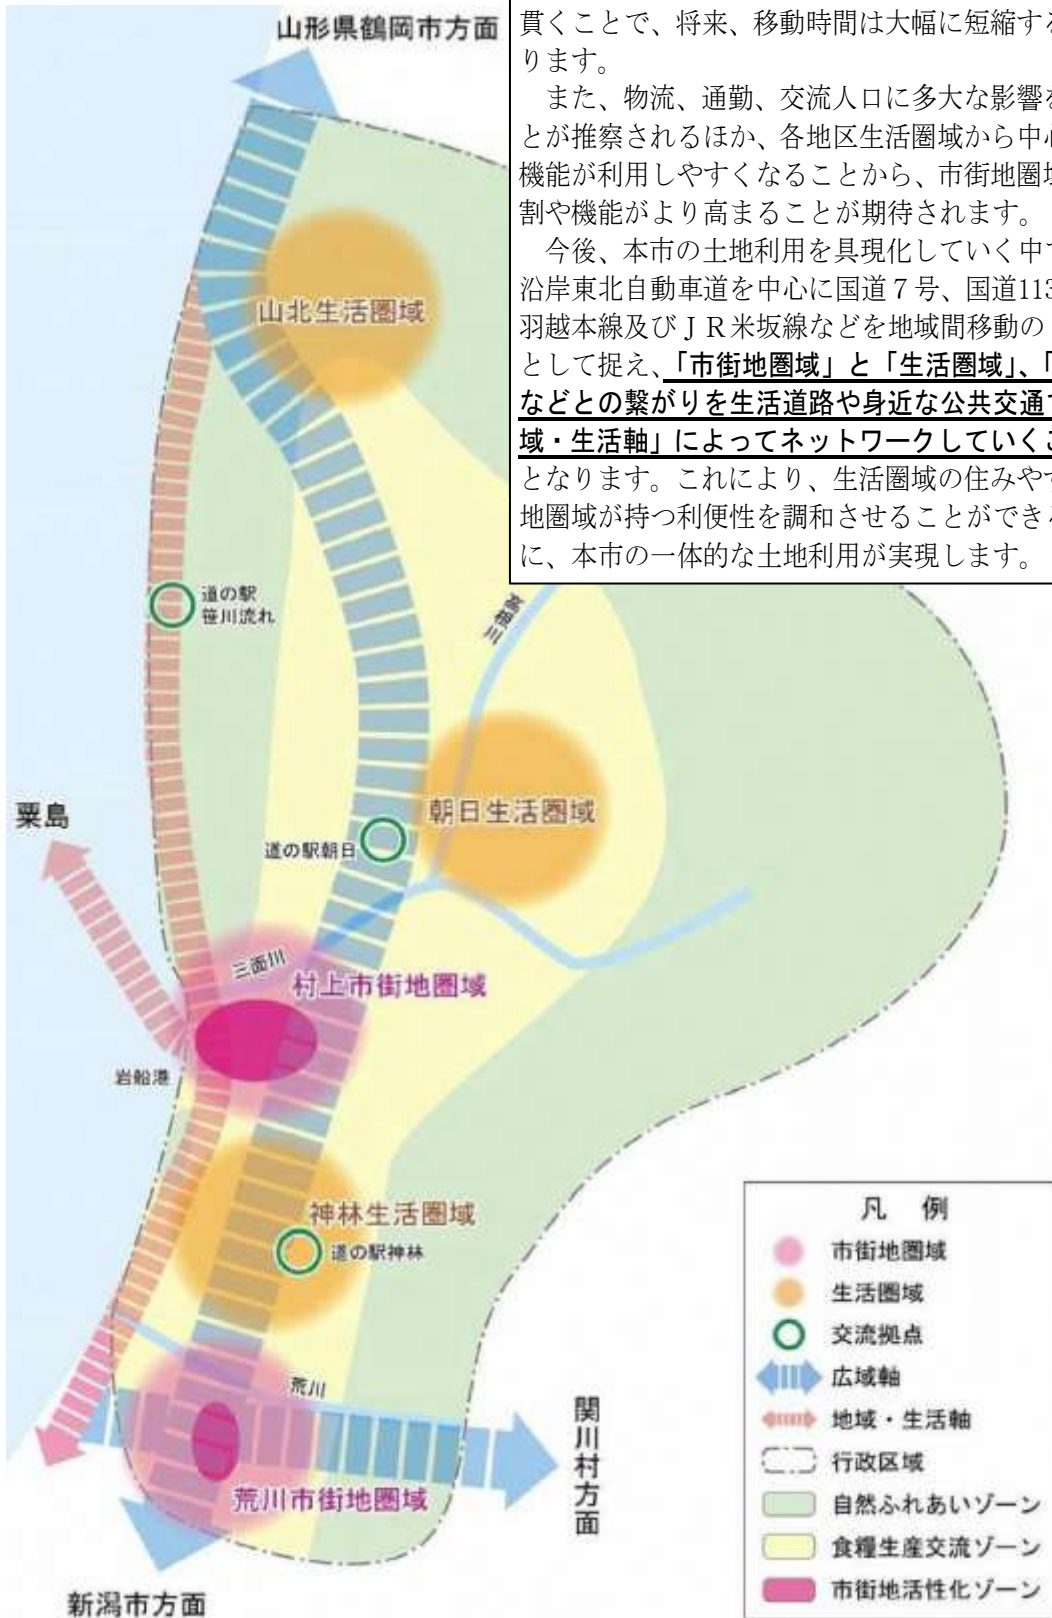 山形県鶴岡市方面
貫くことで、将来、移動時間は大幅に短縮する
ります。
また、物流、通勤、交流人口に多大な影響を
とが推察されるほか、各地区生活圏域から中心
機能が利用しやすくなることから、市街地圏域
割や機能がより高まることが期待されます。
今後、本市の土地利用を具現化していく中で
沿岸東北自動車道を中心に国道7号、国道113
羽越本線及びJR米坂線などを地域間移動の「
として捉え、「市街地圏域」と「生活圏域」、「
などとの繋がりを生活道路や身近な公共交通で
域・生活軸」によってネットワークしていくこ
となります。これにより、生活圏域の住みやす
地圏域が持つ利便性を調和させることができる
に、本市の一体的な土地利用が実現します。
山北生活圏域
道の駅
笹川流れ
高根川
朝日生活圏域
粟島
道の駅朝日
三面川
村上市街地圏域
岩船港
神林生活圏域
道の駅神林
荒川
関川村方面
荒川市街地圏域
新潟市方面
凡 例
市街地圏域
生活圏域
交流拠点
広域軸
地域・生活軸
行政区域
自然ふれあいゾーン
食糧生産交流ゾーン
市街地活性化ゾーン